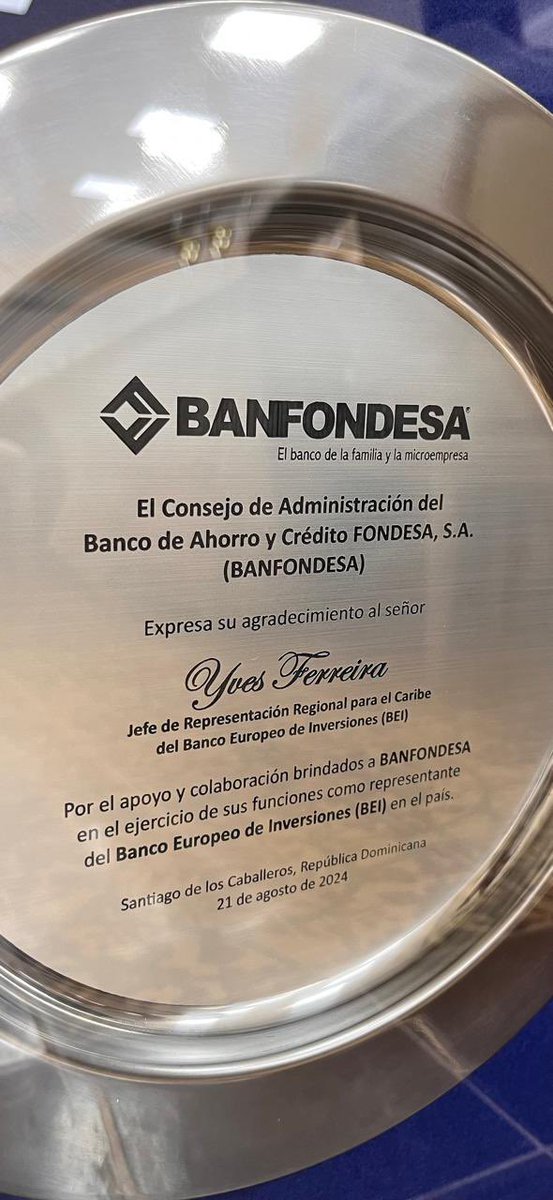 BANFONDESA
El banco de la familia y la microempresa
El Consejo de Administración del
Banco de Ahorro y Crédito FONDESA, S.A.
(BANFONDESA)
Expresa su agradecimiento al señor
Yves Ferreira
Jefe de Representación Regional para el Caribe
del Banco Europeo de Inversiones (BEI)
Por el apoyo y colaboración brindados a BANFONDESA
en el ejercicio de sus funciones como representante
del Banco Europeo de Inversiones (BEI) en el país.
Santiago de los Caballeros, República Dominicana
21 de agosto de 2024